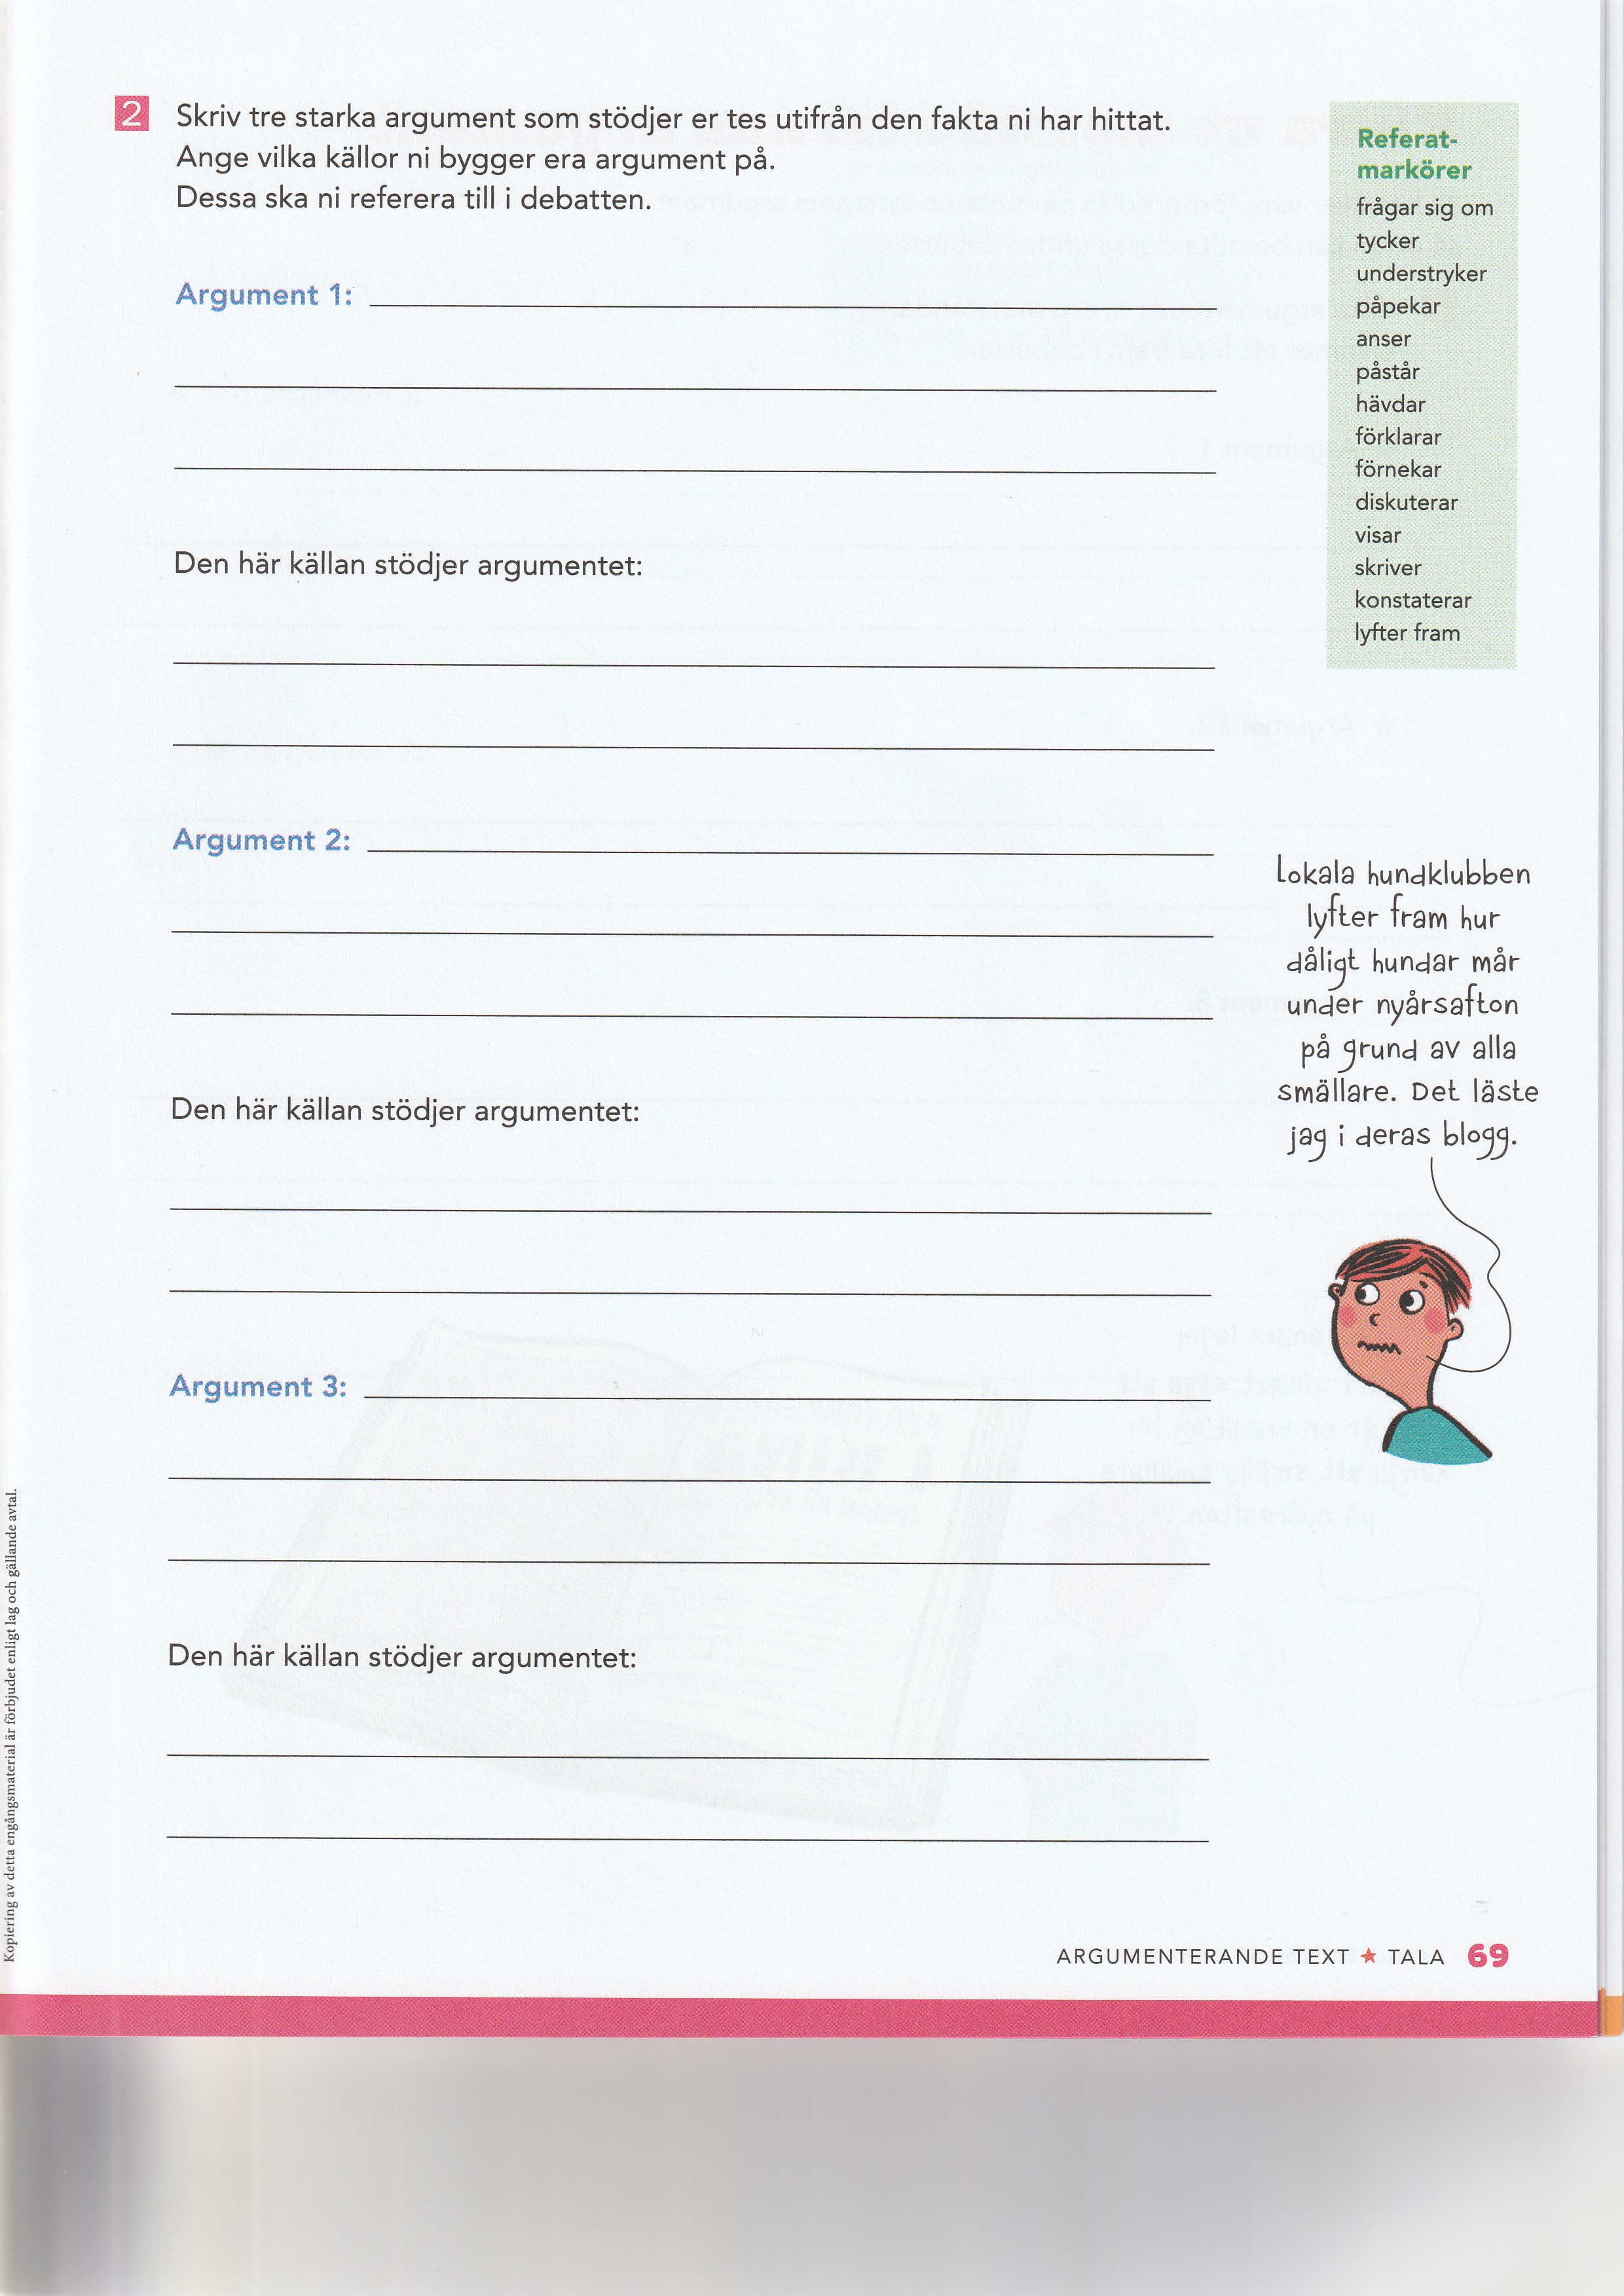 2 Skriv tre starka argument som stödjer er tes utifrån den fakta ni har hittat.
Ange vilka källor ni bygger era argument på.
Dessa ska ni referera till i debatten.
Argument 1:
Den här källan stödjer argumentet:
Argument 2:
Den här källan stödjer argumentet:
Argument 3:
Den här källan stödjer argumentet:
Referat-
markörer
frågar sig om
tycker
understryker
påpekar
anser
påstår
hävdar
förklarar
förnekar
diskuterar
visar
skriver
konstaterar
lyfter fram
Lokala hundklubben
lyfter fram hur
dåligt hundar mår
under nyårsafton
på grund av alla
smällare. Det läste
jag i deras blogg.
Kopiering av detta engångsmaterial är förbjudet enligt lag och gällande avtal.
ARGUMENTERANDE TEXT ★ TALA 69